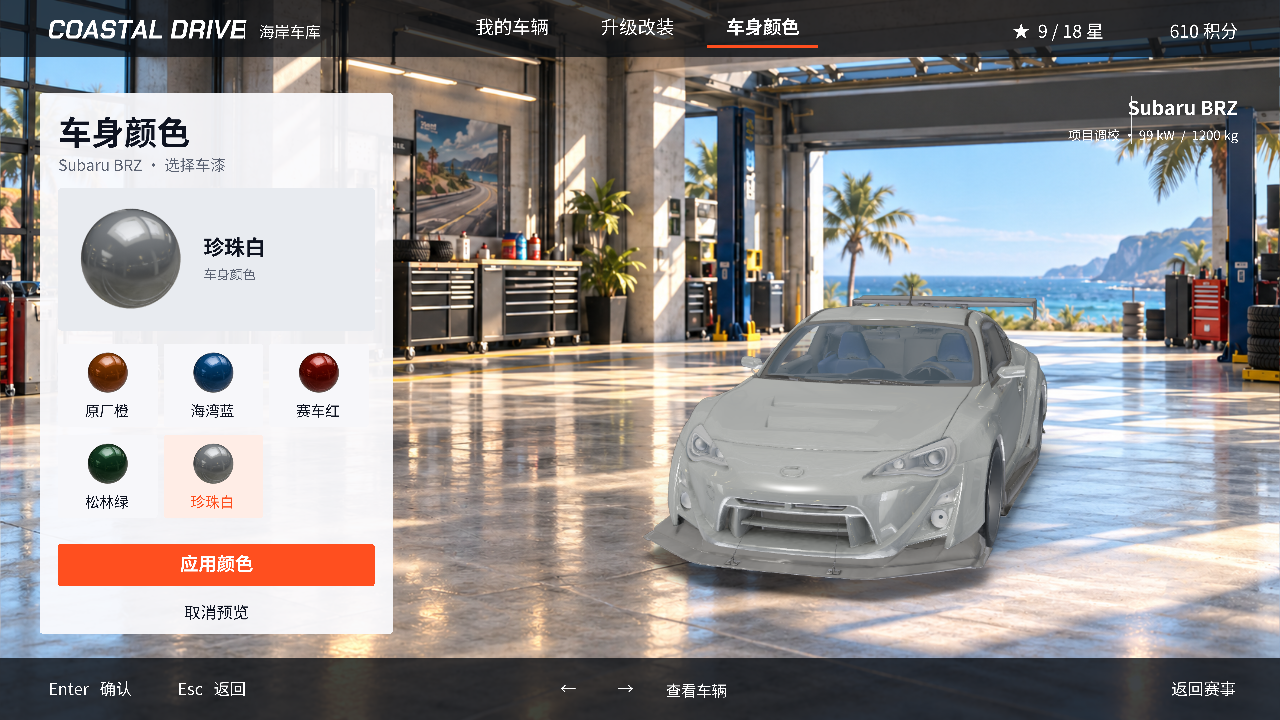 COASTAL DRIVE 海岸车库
我的车辆 升级改装 车身颜色
★ 9 / 18 星 610 积分
Subaru BRZ
项目调校 · 99 kW / 1200 kg
车身颜色
Subaru BRZ · 选择车漆
珍珠白
车身颜色
原厂橙 海湾蓝 赛车红
松林绿 珍珠白
应用颜色
取消预览
Enter 确认 Esc 返回 ← → 查看车辆 返回赛事